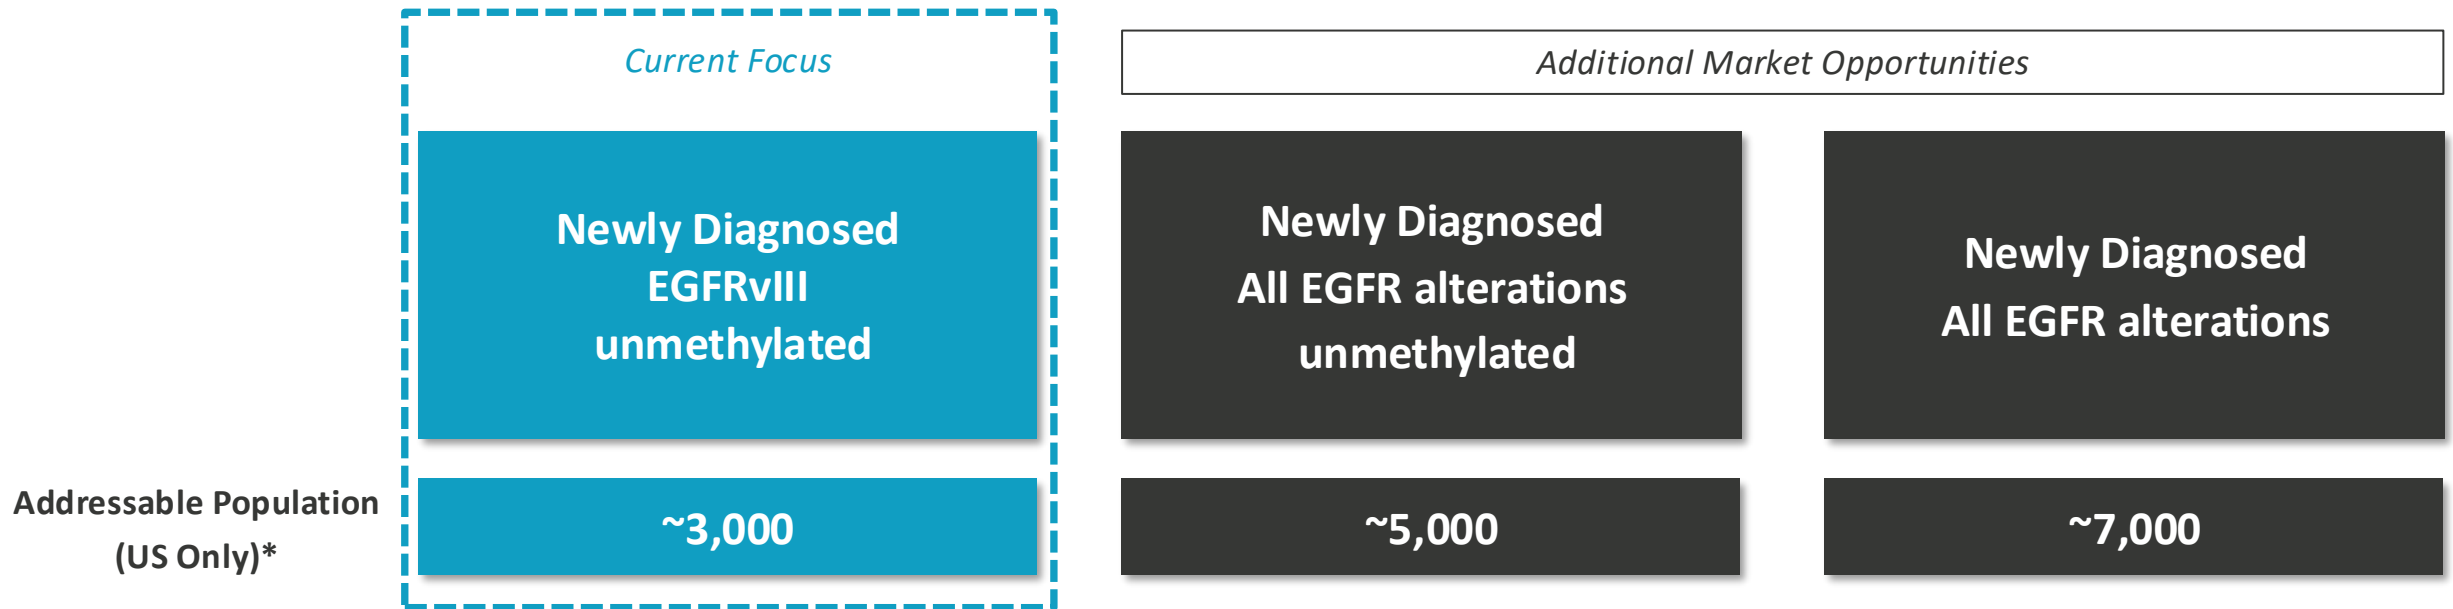 Current Focus
Additional Market Opportunities
Newly Diagnosed
EGFRvIII
unmethylated
Newly Diagnosed
All EGFR alterations
unmethylated
Newly Diagnosed
All EGFR alterations
Addressable Population
(US Only)*
~3,000
~5,000
~7,000